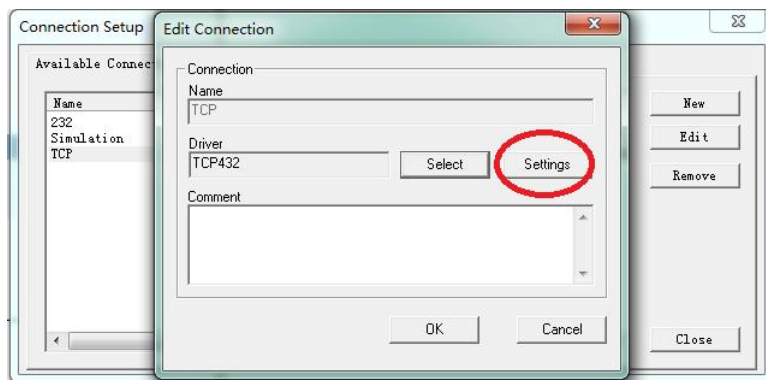 Connection Setup
Edit Connection
Available Connec
Connection
Name
TCP
Driver
TCP432
Select
Settings
Comment
OK
Cancel
Name
232
Simulation
TCP
New
Edit
Remove
Close